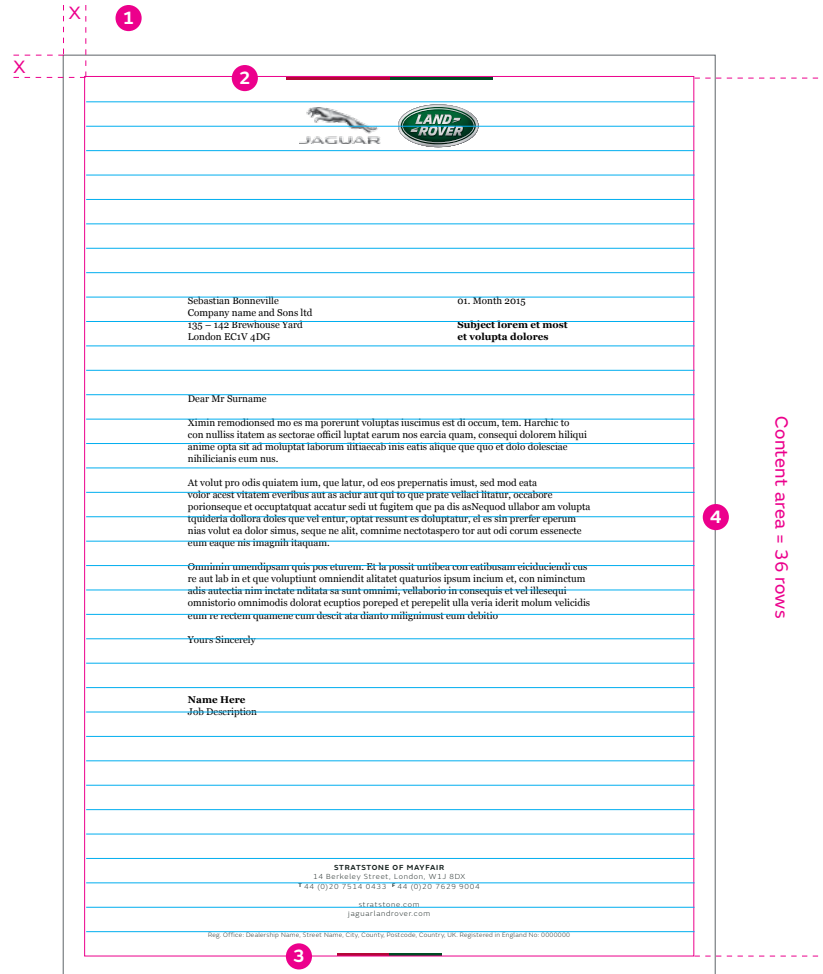 X
1
X
2
JAGUAR
LAND-
-ROVER
Sebastian Bonneville
Company name and Sons ltd
135 – 142 Brewhouse Yard
London EC1V 4DG
01. Month 2015
Subject lorem et most
et volupta dolores
Dear Mr Surname
Ximin remodionsed mo es ma porerunt voluptas iuscimus est di occum, tem. Harchic to
con nulliss itatem as sectorae officil luptat earum nos earcia quam, consequi dolorem hiliqui
anime opta sit ad moluptat laborum ilitiaecab inis eatis alique que quo et dolo dolesciae
nihilicianis eum nus.
At volut pro odis quiatem ium, que latur, od eos prepernatis imust, sed mod eata
volor acest vitatem everibus aut as aciur aut qui to que prate vellaci litatur, occabore
porionseque et occuptatquat accatur sedi ut fugitem que pa dis asNequod ullabor am volupta
tquideria dollora doles que vel entur, optat ressunt es doluptatur, el es sin prerfer eperum
nias volut ea dolor simus, seque ne alit, comnime nectotaspero tor aut odi corum essenecte
eum eaque nis imagnih itaquam.
Omnimin umendipsam quis pos eturem. Et la possit untibea con eatibusam eiciduciendi cus
re aut lab in et que voluptiunt omniendit alitatet quaturios ipsum incium et, con niminctum
adis autectia nim inctate nditata sa sunt omnimi, vellaborio in consequis et vel illesequi
omnistorio omnimodis dolorat ecuptios poreped et perepelit ulla veria iderit molum velicidis
eum re rectem quamene cum descit ata dianto milignimust eum debitio
Yours Sincerely
Name Here
Job Description
4
Content area = 36 rows
STRATSTONE OF MAYFAIR
14 Berkeley Street, London, W1J 8DX
T 44 (0)20 7514 0433 F 44 (0)20 7629 9004
stratstone.com
jaguarlandrover.com
Reg. Office: Dealership Name, Street Name, City, County, Postcode, Country, UK. Registered in England No: 0000000
3